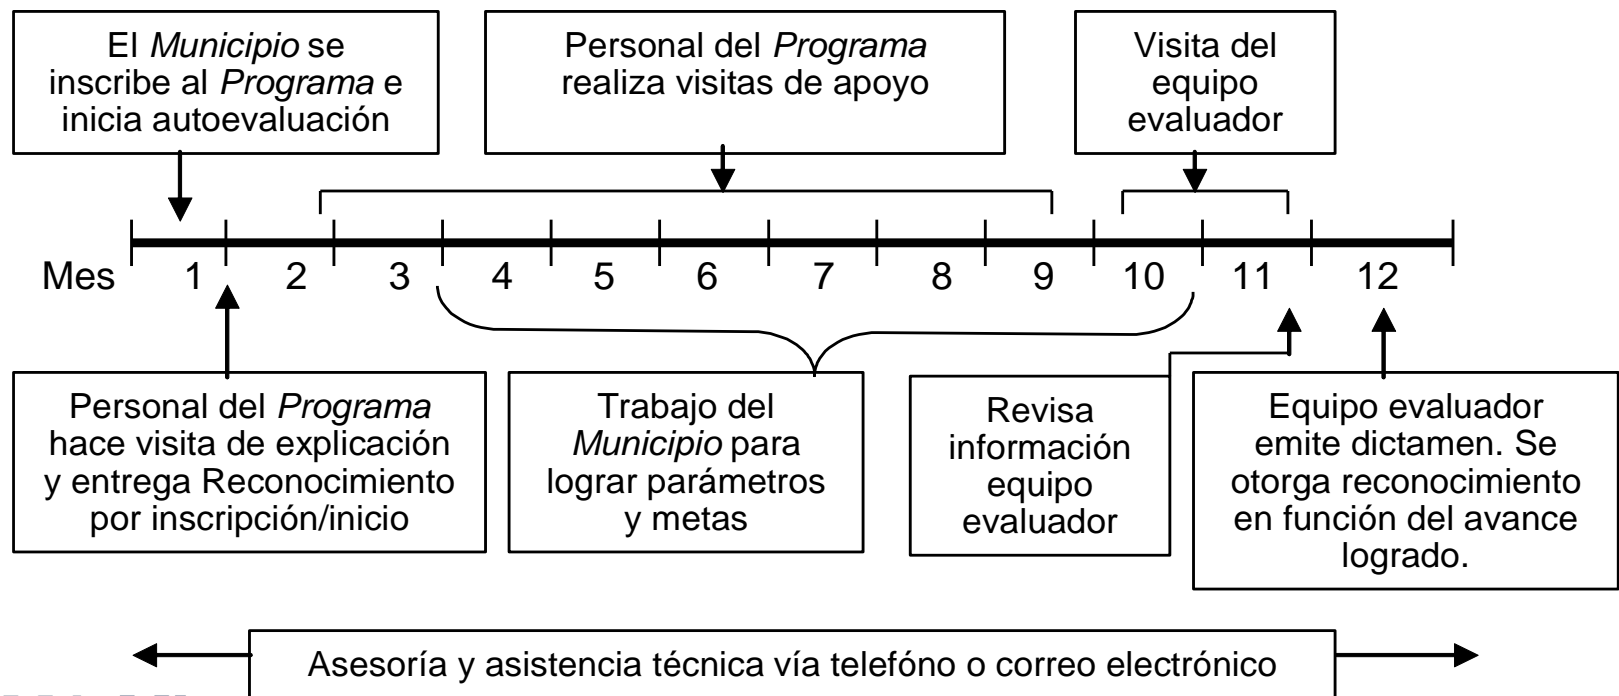 El Municipio se
inscribe al Programa e
inicia autoevaluación
Personal del Programa
realiza visitas de apoyo
Visita del
equipo
evaluador
Mes 1 2 3 4 5 6 7 8 9 10 11 12
Personal del Programa
hace visita de explicación
y entrega Reconocimiento
por inscripción/inicio
Trabajo del
Municipio para
lograr parámetros
y metas
Revisa
información
equipo
evaluador
Equipo evaluador
emite dictamen. Se
otorga reconocimiento
en función del avance
logrado.
Asesoría y asistencia técnica vía telefóno o correo electrónico